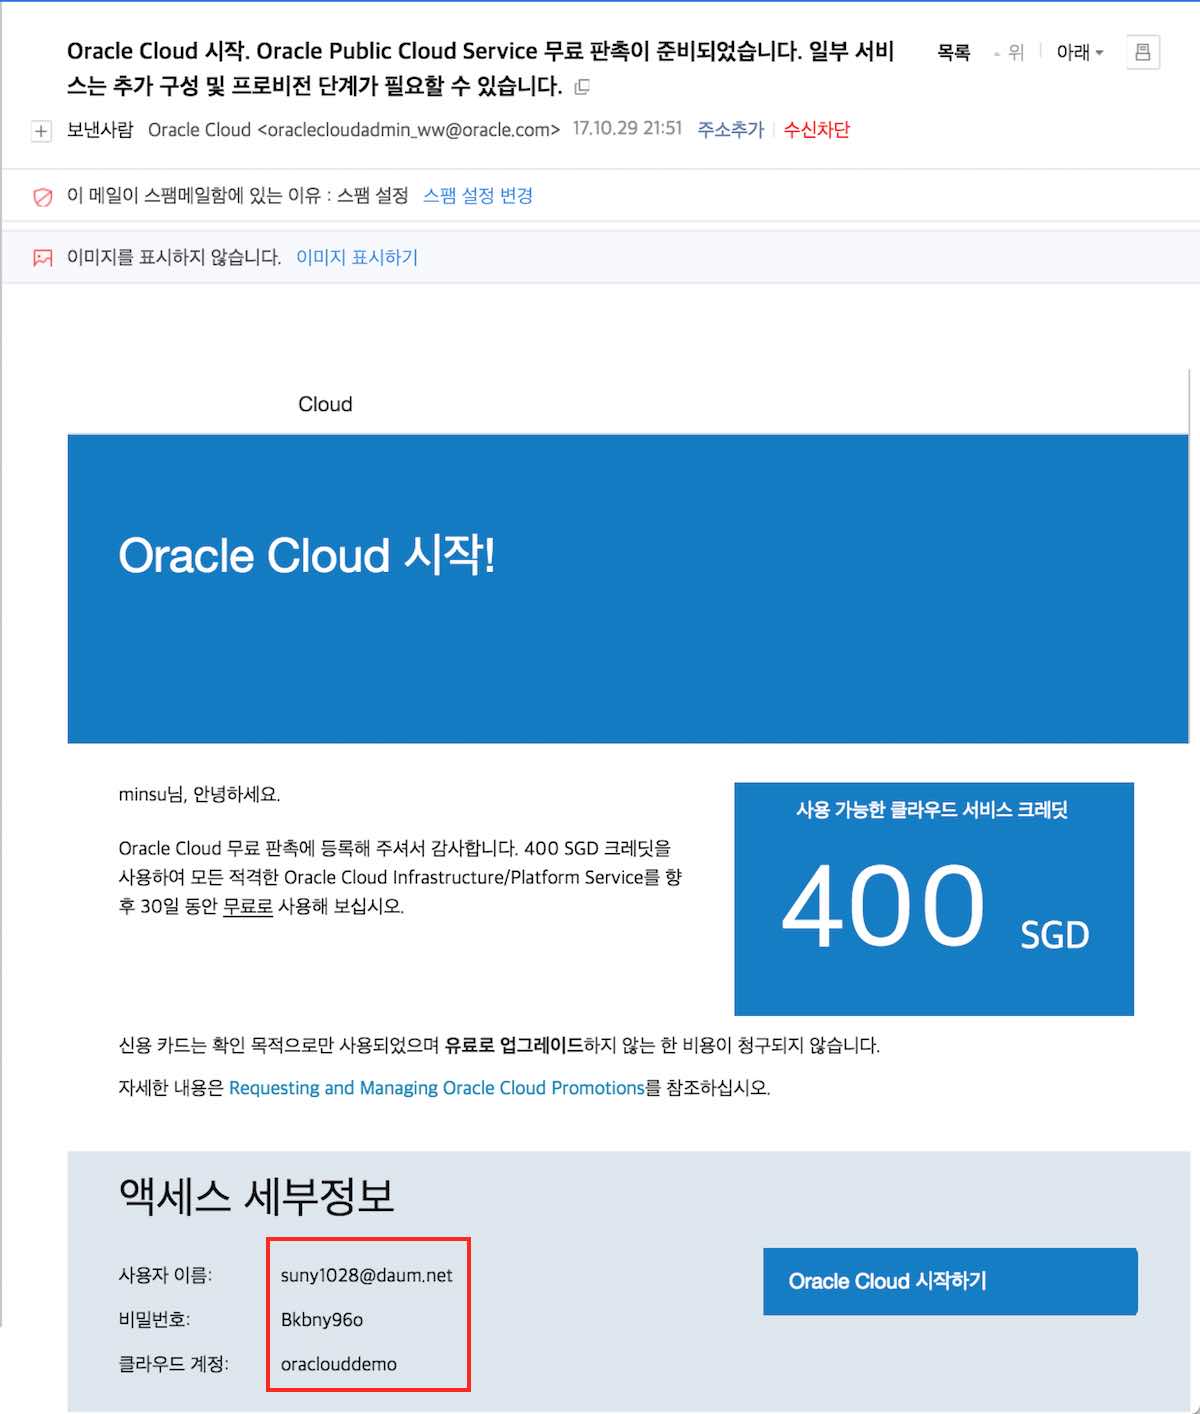 Oracle Cloud 시작. Oracle Public Cloud Service 무료 판촉이 준비되었습니다. 일부 서비
스는 추가 구성 및 프로비전 단계가 필요할 수 있습니다.
목록 위 아래
보낸사람 Oracle Cloud <oraclecloudadmin_ww@oracle.com> 17.10.29 21:51 주소추가 수신차단
이 메일이 스팸메일함에 있는 이유 : 스팸 설정 스팸 설정 변경
이미지를 표시하지 않습니다. 이미지 표시하기
Cloud
Oracle Cloud 시작!
minsu님, 안녕하세요.
Oracle Cloud 무료 판촉에 등록해 주셔서 감사합니다. 400 SGD 크레딧을
사용하여 모든 적격한 Oracle Cloud Infrastructure/Platform Service를 향
후 30일 동안 무료로 사용해 보십시오.
사용 가능한 클라우드 서비스 크레딧
400 SGD
신용 카드는 확인 목적으로만 사용되었으며 유료로 업그레이드하지 않는 한 비용이 청구되지 않습니다.
자세한 내용은 Requesting and Managing Oracle Cloud Promotions를 참조하십시오.
액세스 세부정보
사용자 이름: suny1028@daum.net
비밀번호: Bkbny96o
클라우드 계정: oraclouddemo
Oracle Cloud 시작하기